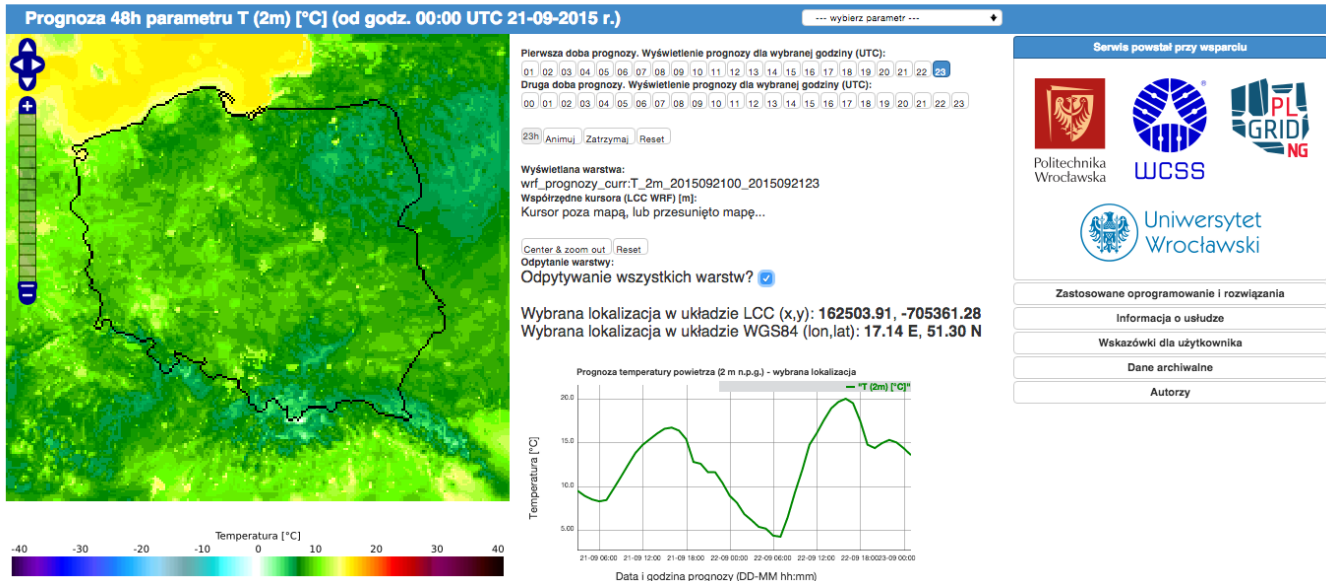 Prognoza 48h parametru T (2m) [°C] (od godz. 00:00 UTC 21-09-2015 r.)
--- wybierz parametr ---
Pierwsza doba prognozy. Wyświetlenie prognozy dla wybranej godziny (UTC):
01 02 03 04 05 06 07 08 09 10 11 12 13 14 15 16 17 18 19 20 21 22 23
Druga doba prognozy. Wyświetlenie prognozy dla wybranej godziny (UTC):
00 01 02 03 04 05 06 07 08 09 10 11 12 13 14 15 16 17 18 19 20 21 22 23
23h Animuj Zatrzymaj Reset
Wyświetlana warstwa:
wrf_prognozy_curr:T_2m_2015092100_2015092123
Współrzędne kursora (LCC WRF) [m]:
Kursor poza mapą, lub przesunięto mapę...
Center & zoom out Reset
Odpytanie warstwy:
Odpytywanie wszystkich warstw?
Wybrana lokalizacja w układzie LCC (x,y): 162503.91, -705361.28
Wybrana lokalizacja w układzie WGS84 (lon,lat): 17.14 E, 51.30 N
Prognoza temperatury powietrza (2 m n.p.g.) - wybrana lokalizacja
"T (2m) [°C]"
20.0
15.0
10.0
5.00
Temperatura [°C]
21-09 06:00 21-09 12:00 21-09 18:00 22-09 00:00 22-09 06:00 22-09 12:00 22-09 18:00 23-09 00:00
Data i godzina prognozy (DD-MM hh:mm)
Temperatura [°C]
-40 -30 -20 -10 0 10 20 30 40
Serwis powstał przy wsparciu
Politechnika
Wrocławska
WCSS
PL
GRID
NG
Uniwersytet
Wrocławski
Zastosowane oprogramowanie i rozwiązania
Informacja o usłudze
Wskazówki dla użytkownika
Dane archiwalne
Autorzy